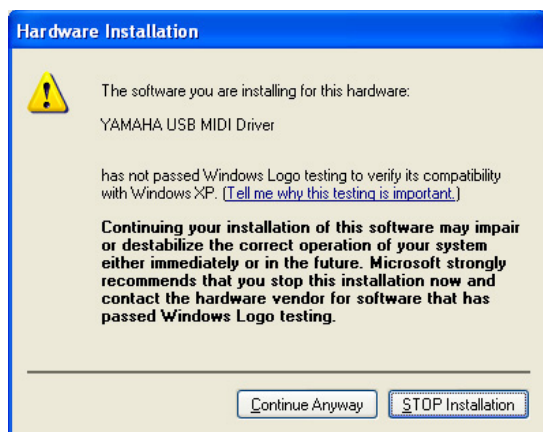 Hardware Installation
The software you are installing for this hardware:
YAMAHA USB MIDI Driver
has not passed Windows Logo testing to verify its compatibility
with Windows XP. (Tell me why this testing is important.)
Continuing your installation of this software may impair
or destabilize the correct operation of your system
either immediately or in the future. Microsoft strongly
recommends that you stop this installation now and
contact the hardware vendor for software that has
passed Windows Logo testing.
Continue Anyway
STOP Installation